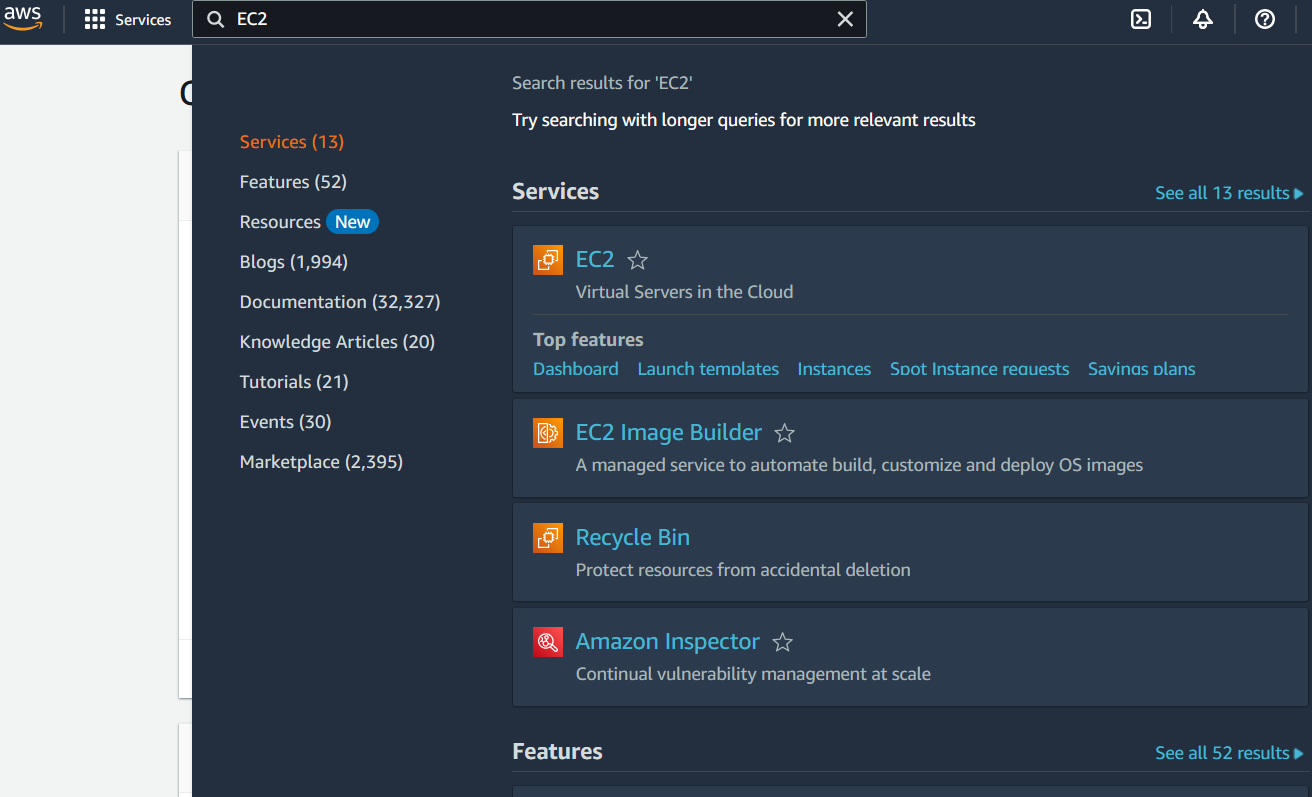 aws
Services
EC2
Search results for 'EC2'
Try searching with longer queries for more relevant results
Services (13)
Features (52)
Resources New
Blogs (1,994)
Documentation (32,327)
Knowledge Articles (20)
Tutorials (21)
Events (30)
Marketplace (2,395)
Services
See all 13 results
EC2
Virtual Servers in the Cloud
Top features
Dashboard Launch templates Instances Spot Instance requests Savings plans
EC2 Image Builder
A managed service to automate build, customize and deploy OS images
Recycle Bin
Protect resources from accidental deletion
Amazon Inspector
Continual vulnerability management at scale
Features
See all 52 results